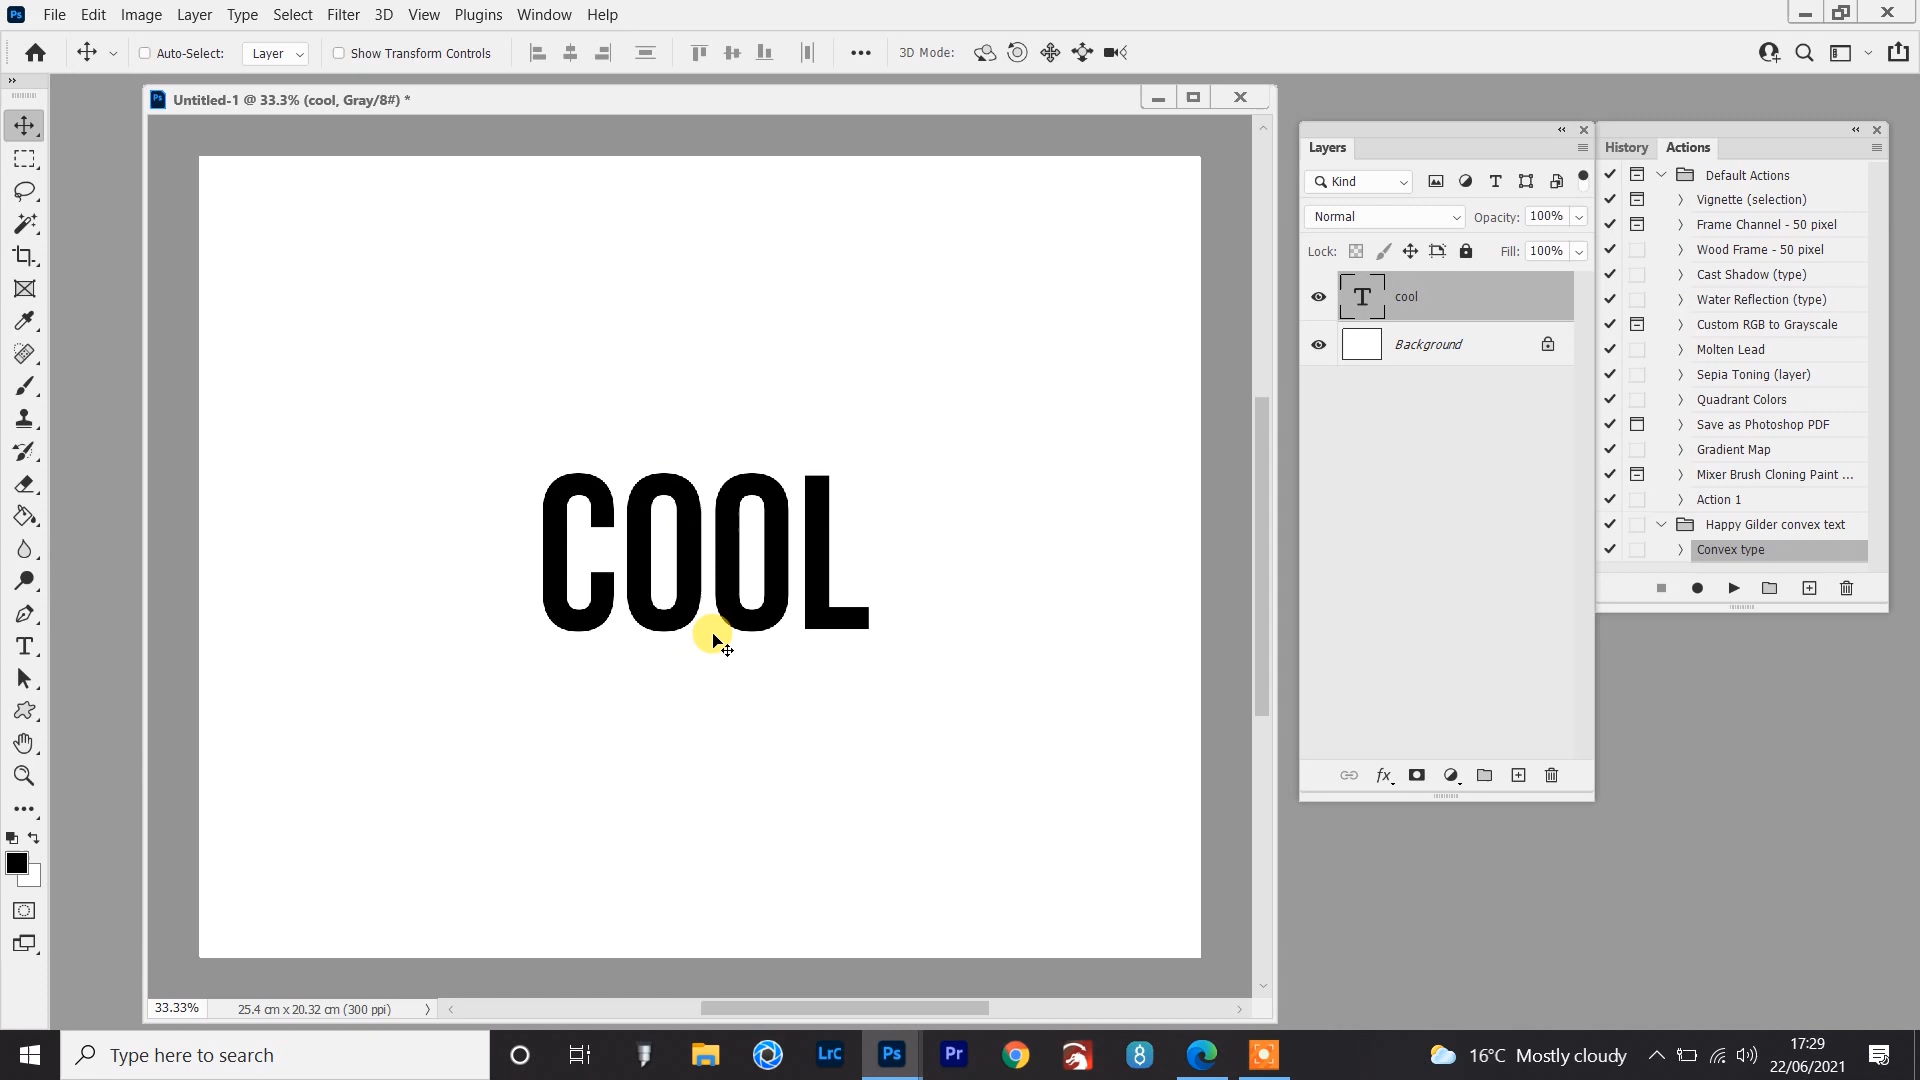 File Edit Image Layer Type Select Filter 3D View Plugins Window Help
Auto-Select: Layer Show Transform Controls 3D Mode:
Untitled-1 @ 33.3% (cool, Gray/8#) *
COOL
33.33% 25.4 cm x 20.32 cm (300 ppi)
Layers
Kind
Normal Opacity: 100%
Lock: Fill: 100%
cool
Background
fx
History Actions
Default Actions
Vignette (selection)
Frame Channel - 50 pixel
Wood Frame - 50 pixel
Cast Shadow (type)
Water Reflection (type)
Custom RGB to Grayscale
Molten Lead
Sepia Toning (layer)
Quadrant Colors
Save as Photoshop PDF
Gradient Map
Mixer Brush Cloning Paint ...
Action 1
Happy Gilder convex text
Convex type
Type here to search
LrC Ps Pr
16°C Mostly cloudy
17:29
22/06/2021